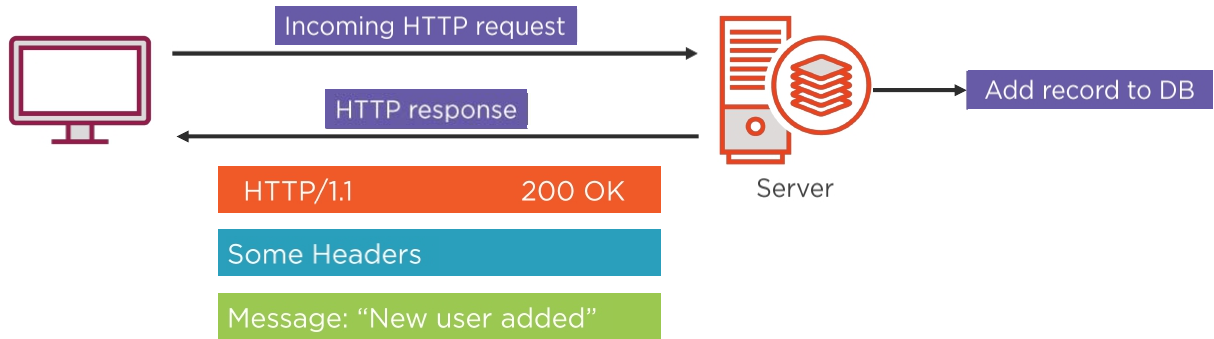 Incoming HTTP request
HTTP response
Add record to DB
Server
HTTP/1.1 200 OK
Some Headers
Message: “New user added”